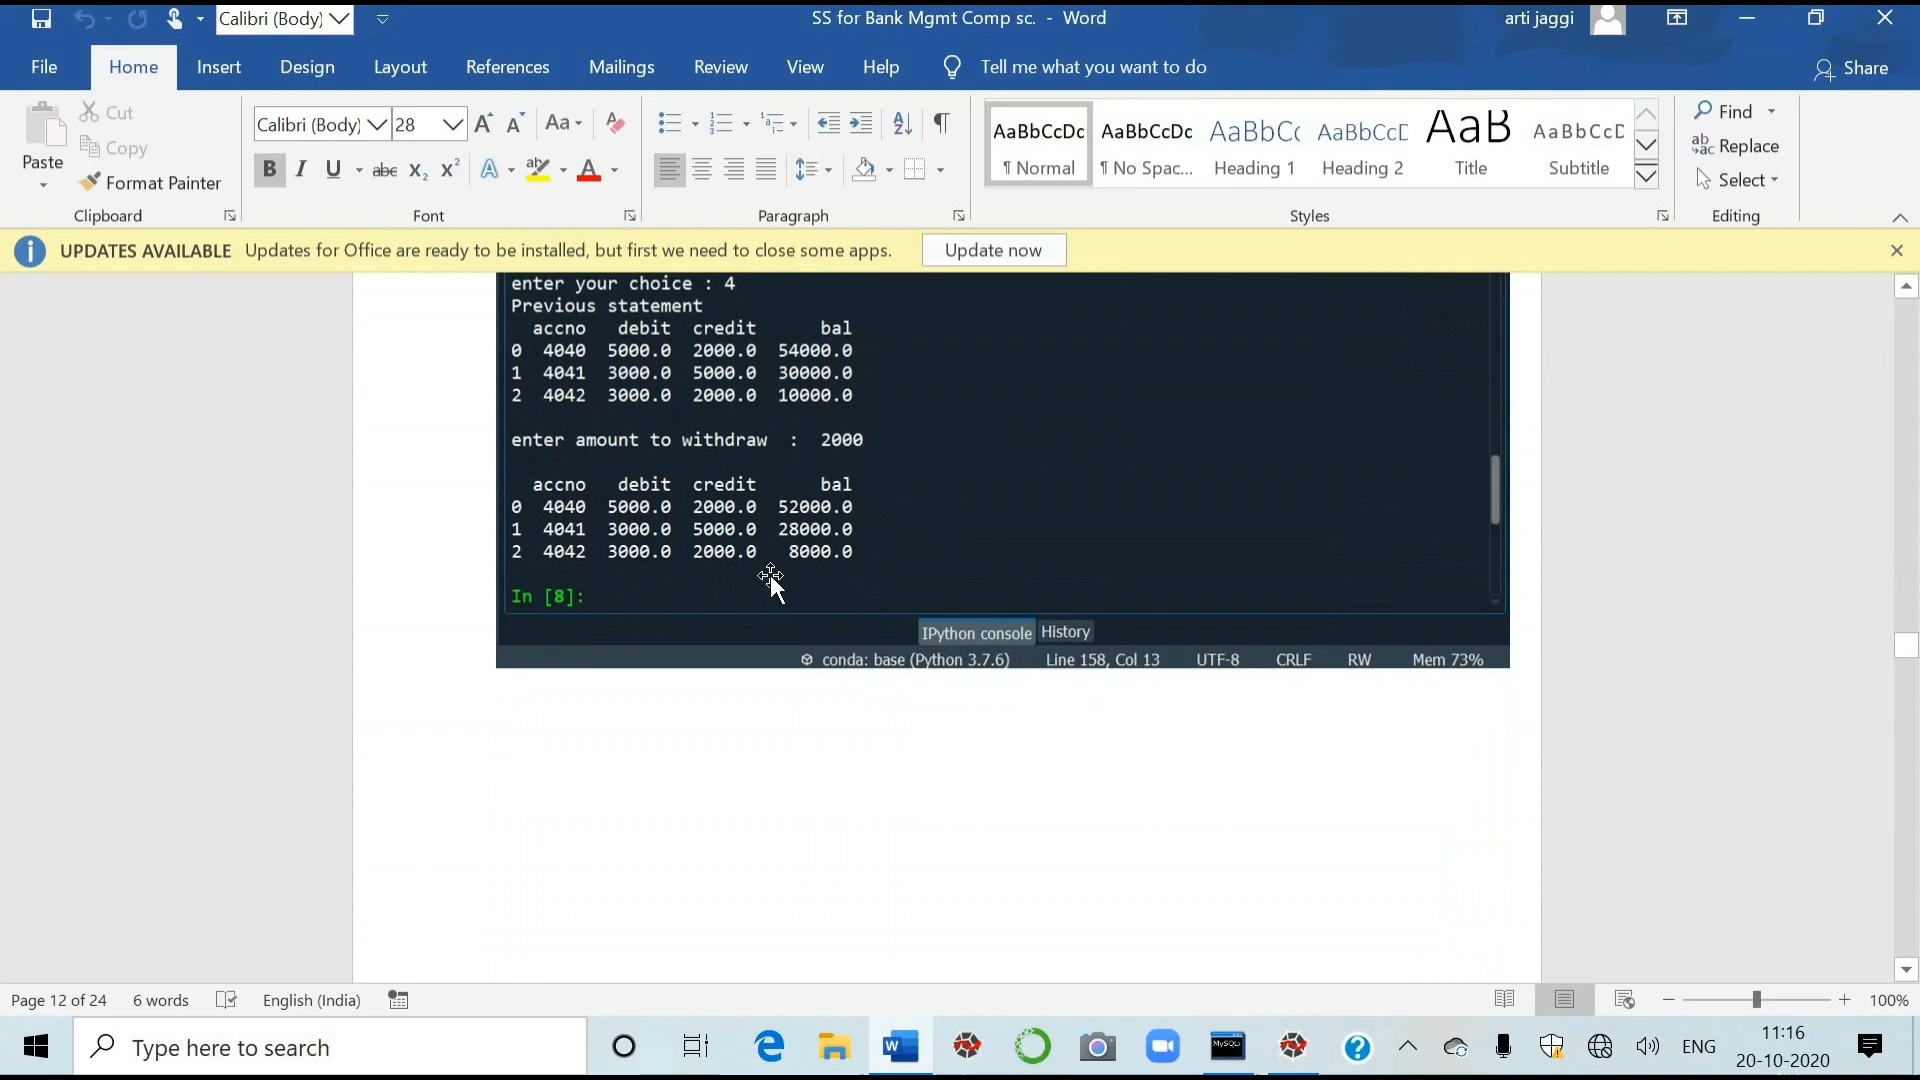 Calibri (Body)
SS for Bank Mgmt Comp sc. - Word
arti jaggi
File Home Insert Design Layout References Mailings Review View Help Tell me what you want to do
Share
Paste
Cut
Copy
Format Painter
Clipboard
Calibri (Body) 28
Aa
B I U abc X₂ X²
Font
Paragraph
AaBbCcDc AaBbCcDc AaBbCc AaBbCcD AaB AaBbCcD
¶ Normal ¶ No Spac... Heading 1 Heading 2 Title Subtitle
Styles
Find
Replace
Select
Editing
UPDATES AVAILABLE Updates for Office are ready to be installed, but first we need to close some apps. Update now
enter your choice : 4
Previous statement
accno debit credit bal
0 4040 5000.0 2000.0 54000.0
1 4041 3000.0 5000.0 30000.0
2 4042 3000.0 2000.0 10000.0
enter amount to withdraw : 2000
accno debit credit bal
0 4040 5000.0 2000.0 52000.0
1 4041 3000.0 5000.0 28000.0
2 4042 3000.0 2000.0 8000.0
In [8]:
IPython console History
conda: base (Python 3.7.6) Line 158, Col 13 UTF-8 CRLF RW Mem 73%
Page 12 of 24 6 words English (India) 100%
Type here to search
MySQL
ENG
11:16
20-10-2020